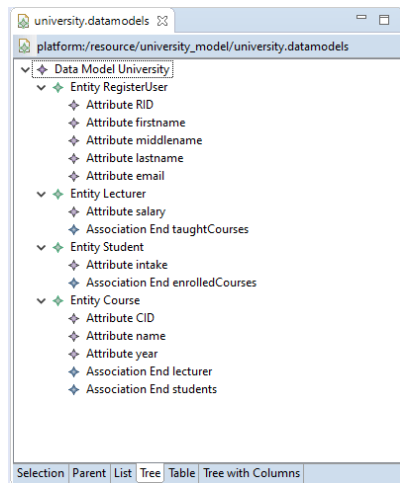 university.datamodels
platform:/resource/university_model/university.datamodels
Data Model University
Entity RegisterUser
Attribute RID
Attribute firstname
Attribute middlename
Attribute lastname
Attribute email
Entity Lecturer
Attribute salary
Association End taughtCourses
Entity Student
Attribute intake
Association End enrolledCourses
Entity Course
Attribute CID
Attribute name
Attribute year
Association End lecturer
Association End students
Selection Parent List Tree Table Tree with Columns